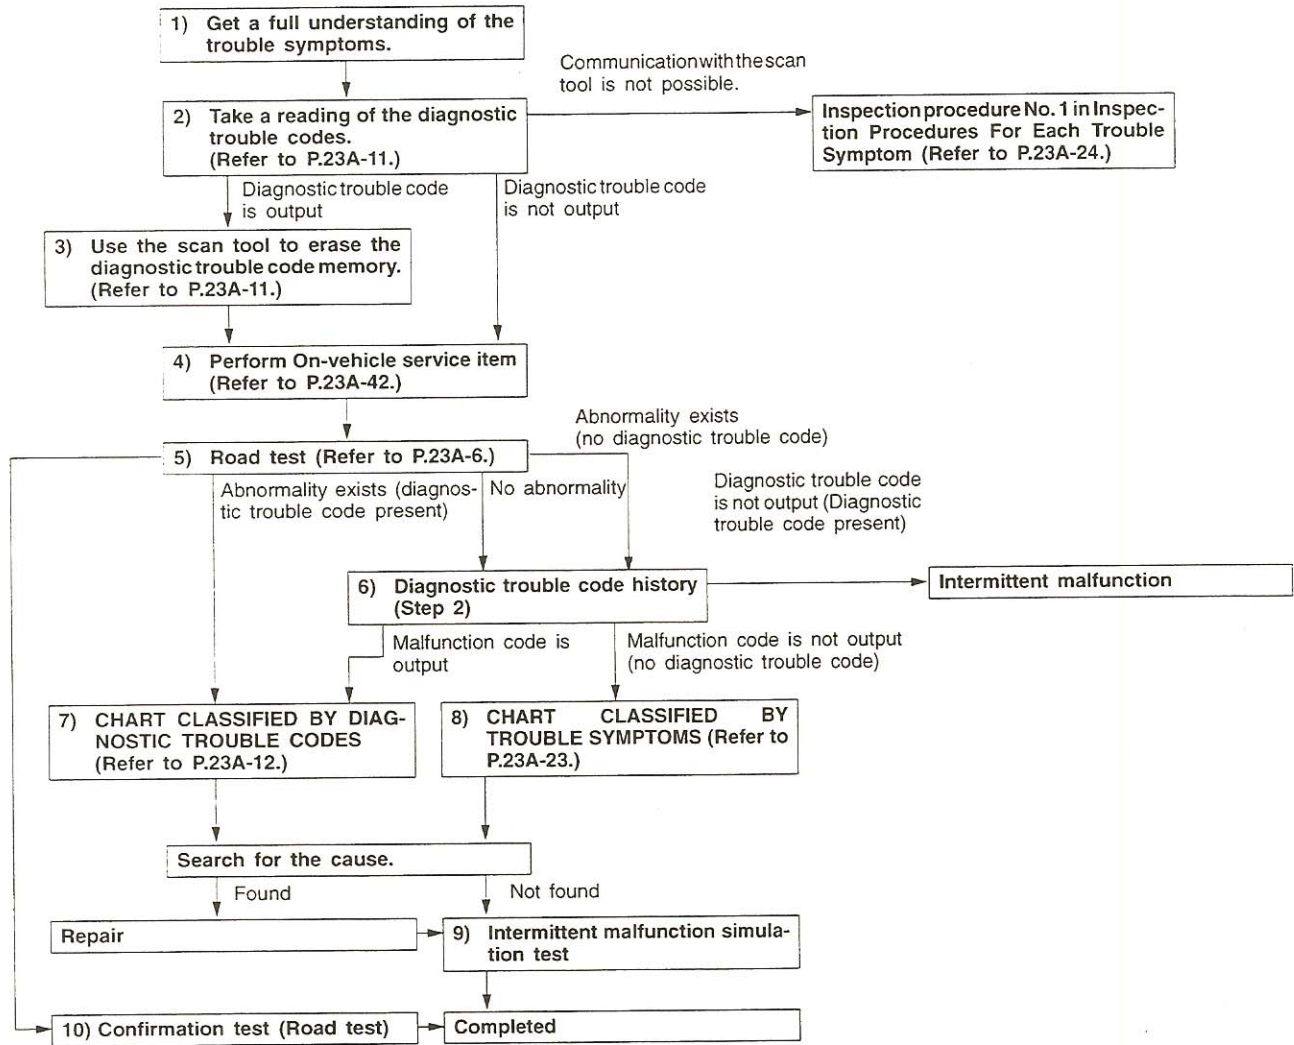 1) Get a full understanding of the
trouble symptoms.
Communication with the scan
tool is not possible.
2) Take a reading of the diagnostic
trouble codes.
(Refer to P.23A-11.)
Inspection procedure No. 1 in Inspec-
tion Procedures For Each Trouble
Symptom (Refer to P.23A-24.)
Diagnostic trouble code
is output
Diagnostic trouble code
is not output
3) Use the scan tool to erase the
diagnostic trouble code memory.
(Refer to P.23A-11.)
4) Perform On-vehicle service item
(Refer to P.23A-42.)
Abnormality exists
(no diagnostic trouble code)
5) Road test (Refer to P.23A-6.)
Abnormality exists (diagnos-
tic trouble code present)
No abnormality
Diagnostic trouble code
is not output (Diagnostic
trouble code present)
6) Diagnostic trouble code history
(Step 2)
Intermittent malfunction
Malfunction code is
output
Malfunction code is not output
(no diagnostic trouble code)
7) CHART CLASSIFIED BY DIAG-
NOSTIC TROUBLE CODES
(Refer to P.23A-12.)
8) CHART CLASSIFIED BY
TROUBLE SYMPTOMS (Refer to
P.23A-23.)
Search for the cause.
Found
Not found
Repair
9) Intermittent malfunction simula-
tion test
10) Confirmation test (Road test)
Completed